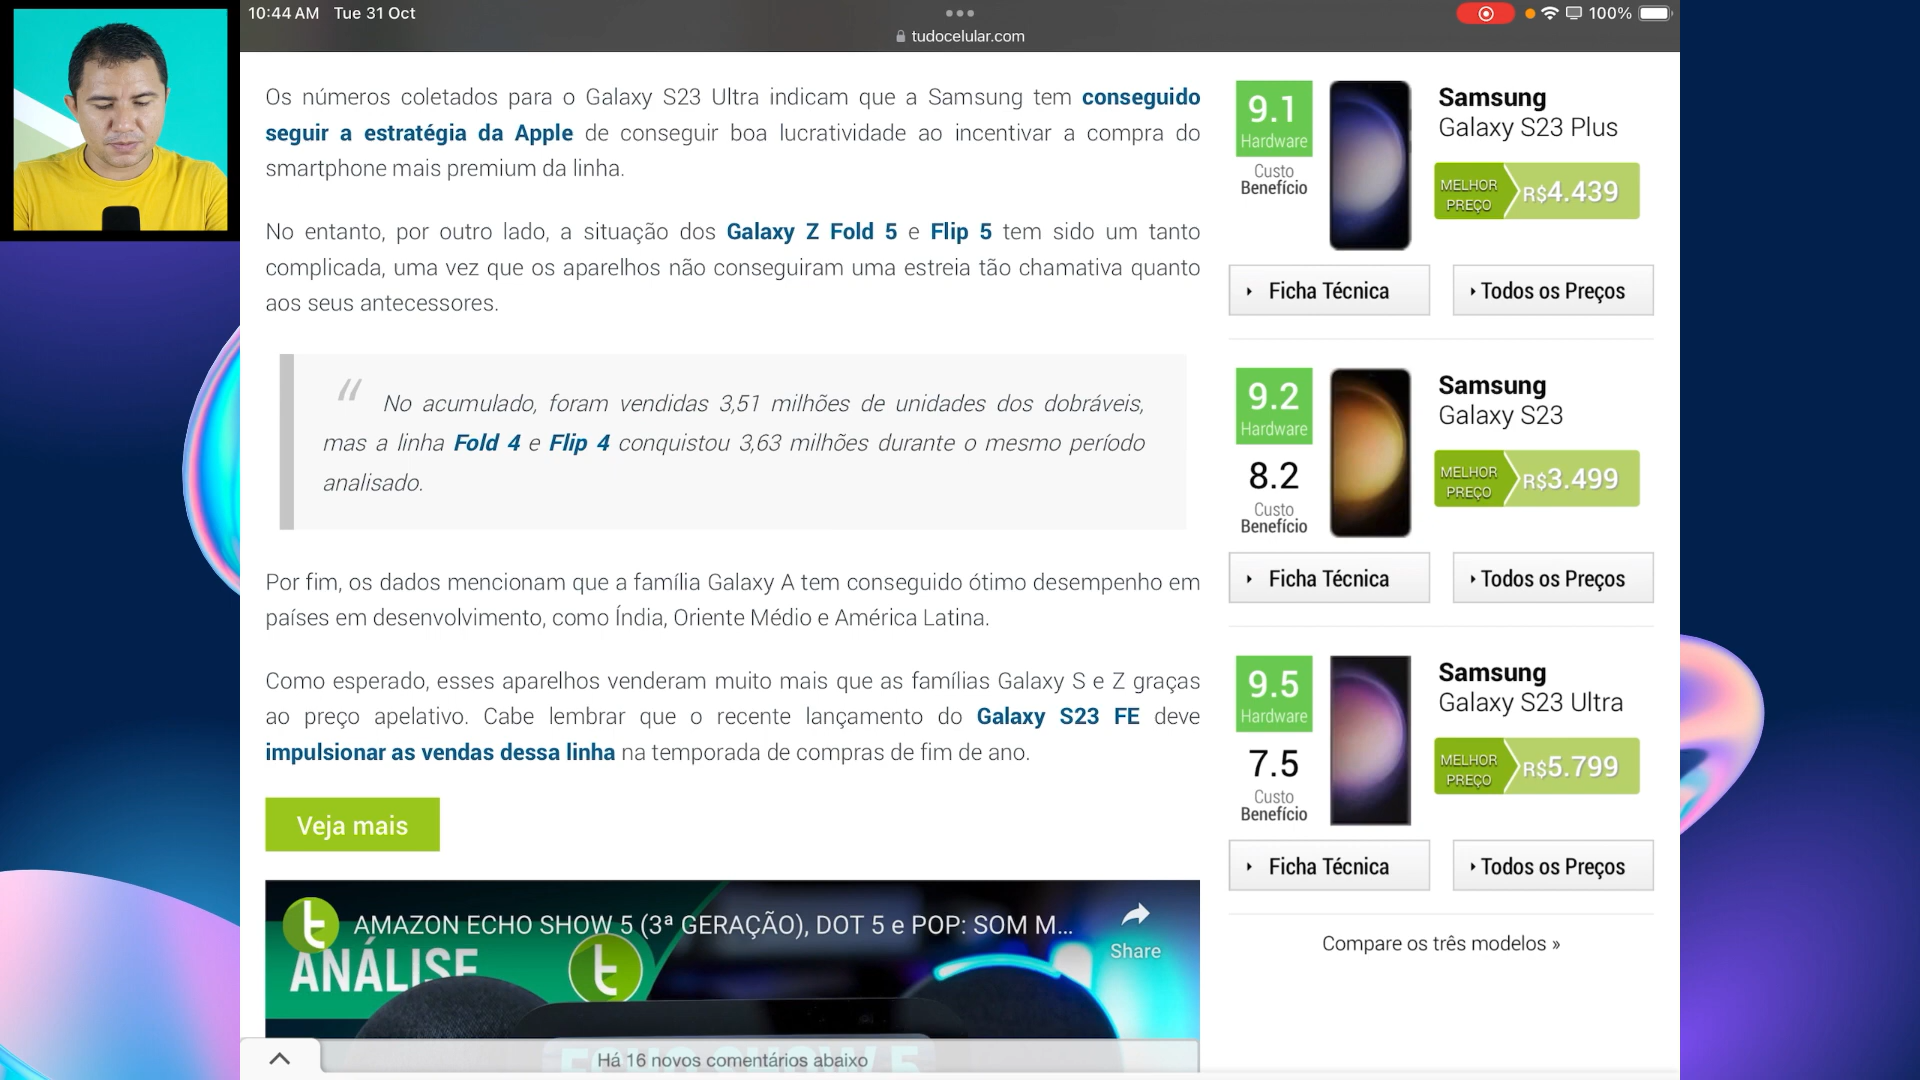 10:44 AM Tue 31 Oct
100%
tudocelular.com
Os números coletados para o Galaxy S23 Ultra indicam que a Samsung tem conseguido
seguir a estratégia da Apple de conseguir boa lucratividade ao incentivar a compra do
smartphone mais premium da linha.
No entanto, por outro lado, a situação dos Galaxy Z Fold 5 e Flip 5 tem sido um tanto
complicada, uma vez que os aparelhos não conseguiram uma estreia tão chamativa quanto
aos seus antecessores.
“ No acumulado, foram vendidas 3,51 milhões de unidades dos dobráveis,
mas a linha Fold 4 e Flip 4 conquistou 3,63 milhões durante o mesmo período
analisado.
Por fim, os dados mencionam que a família Galaxy A tem conseguido ótimo desempenho em
países em desenvolvimento, como Índia, Oriente Médio e América Latina.
Como esperado, esses aparelhos venderam muito mais que as famílias Galaxy S e Z graças
ao preço apelativo. Cabe lembrar que o recente lançamento do Galaxy S23 FE deve
impulsionar as vendas dessa linha na temporada de compras de fim de ano.
Veja mais
AMAZON ECHO SHOW 5 (3ª GERAÇÃO), DOT 5 e POP: SOM M...
Share
ANÁLISE
t
t
ECHO SHOW 5
Há 16 novos comentários abaixo
9.1
Hardware
Custo
Benefício
Samsung
Galaxy S23 Plus
MELHOR
PREÇO
R$4.439
Ficha Técnica
Todos os Preços
9.2
Hardware
8.2
Custo
Benefício
Samsung
Galaxy S23
MELHOR
PREÇO
R$3.499
Ficha Técnica
Todos os Preços
9.5
Hardware
7.5
Custo
Benefício
Samsung
Galaxy S23 Ultra
MELHOR
PREÇO
R$5.799
Ficha Técnica
Todos os Preços
Compare os três modelos »